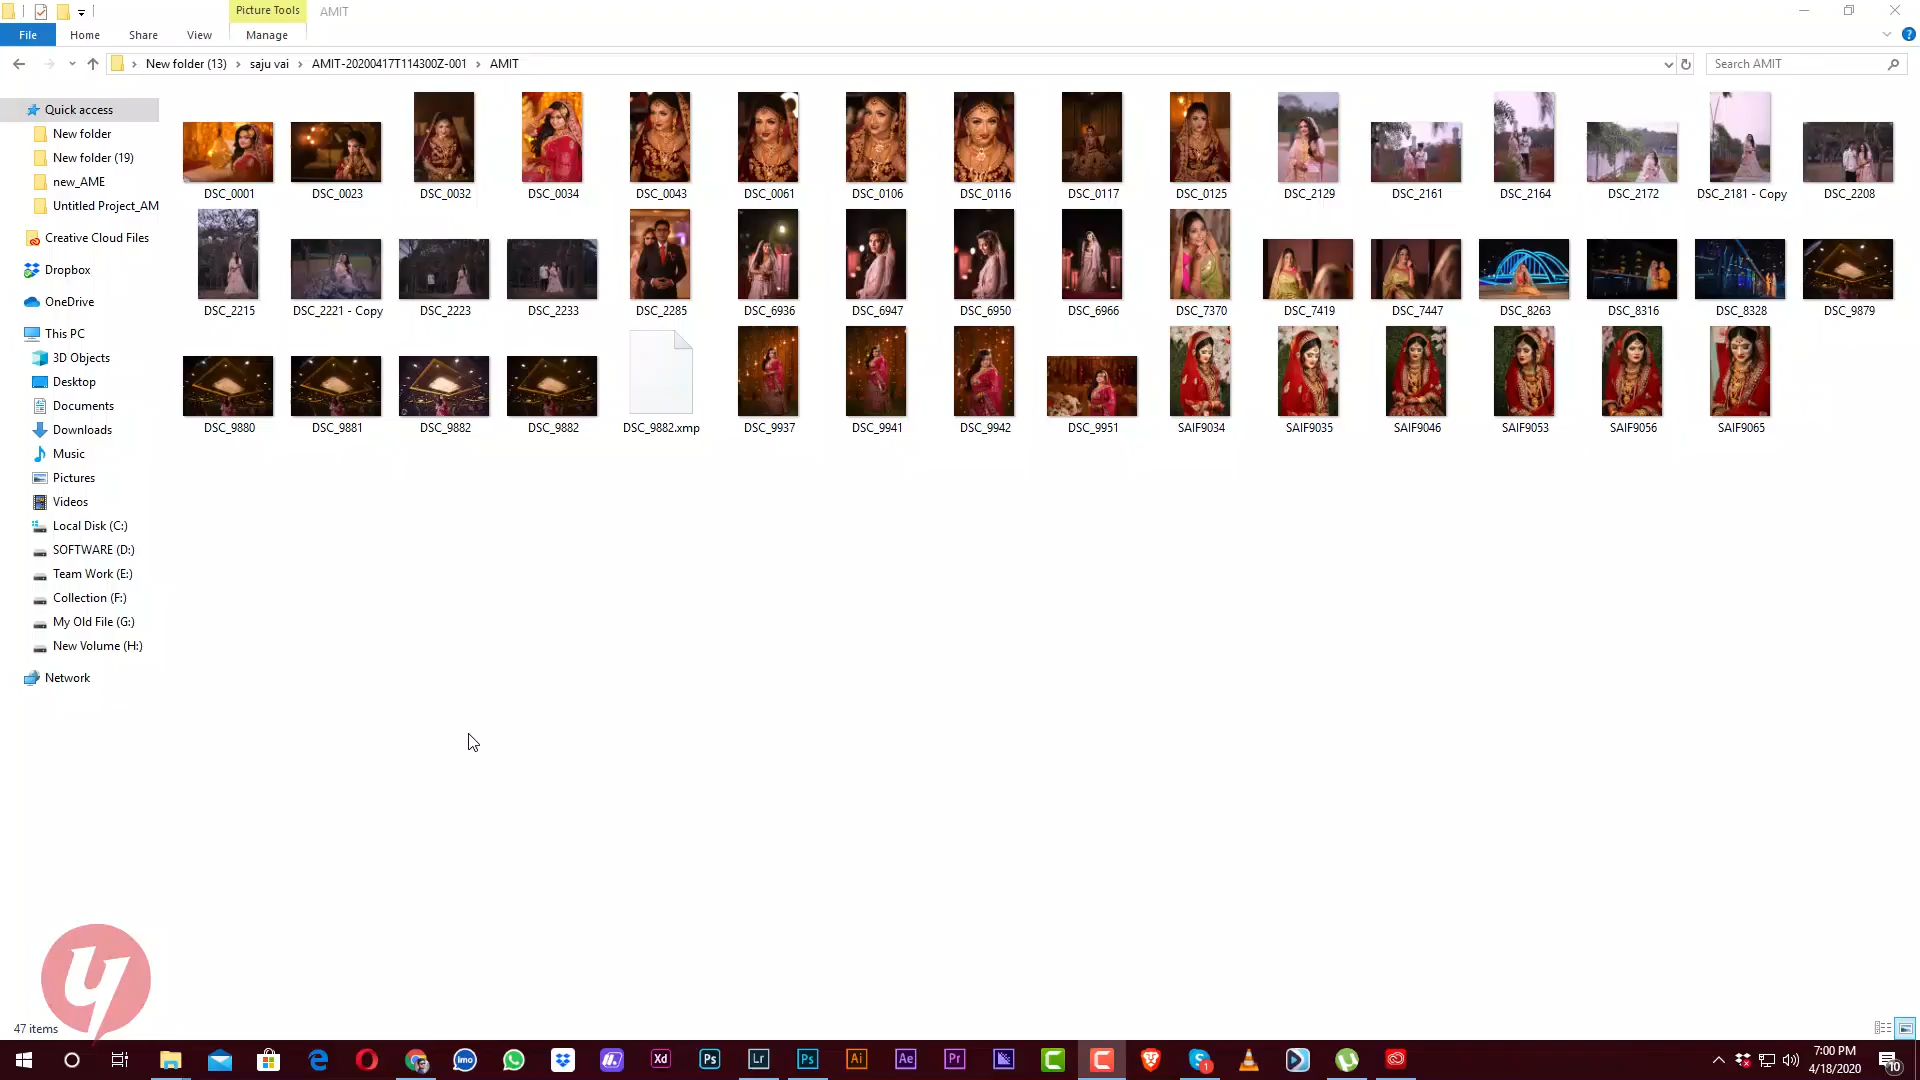 Picture Tools
AMIT
File
Home
Share
View
Manage
New folder (13) › saju vai › AMIT-20200417T114300Z-001 › AMIT
Search AMIT
Quick access
New folder
New folder (19)
new_AME
Untitled Project_AM
Creative Cloud Files
Dropbox
OneDrive
This PC
3D Objects
Desktop
Documents
Downloads
Music
Pictures
Videos
Local Disk (C:)
SOFTWARE (D:)
Team Work (E:)
Collection (F:)
My Old File (G:)
New Volume (H:)
Network
DSC_0001 DSC_0023 DSC_0032 DSC_0034 DSC_0043 DSC_0061 DSC_0106 DSC_0116 DSC_0117 DSC_0125 DSC_2129 DSC_2161 DSC_2164 DSC_2172 DSC_2181 - Copy DSC_2208
DSC_2215 DSC_2221 - Copy DSC_2223 DSC_2233 DSC_2285 DSC_6936 DSC_6947 DSC_6950 DSC_6966 DSC_7370 DSC_7419 DSC_7447 DSC_8263 DSC_8316 DSC_8328 DSC_9879
DSC_9880 DSC_9881 DSC_9882 DSC_9882 DSC_9882.xmp DSC_9937 DSC_9941 DSC_9942 DSC_9951 SAIF9034 SAIF9035 SAIF9046 SAIF9053 SAIF9056 SAIF9065
47 items
imo Xd Ps Lr Ps Ai Ae Pr
1
7:00 PM
4/18/2020
10